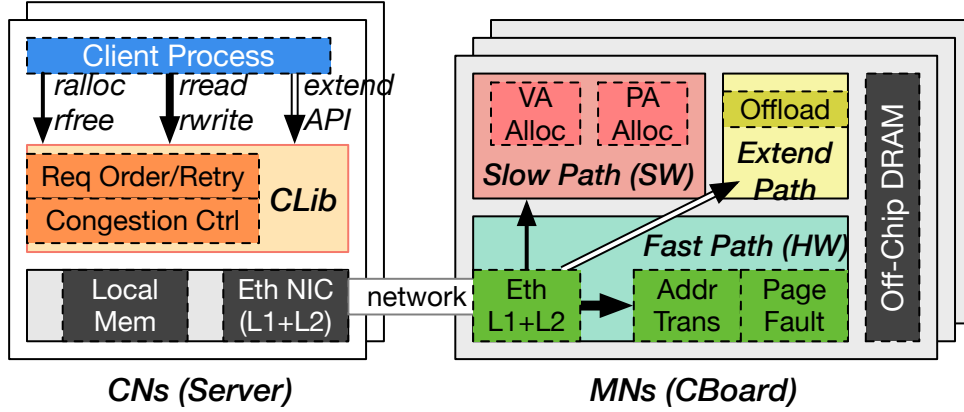 Client Process
ralloc
rfree
rread
rwrite
extend
API
Req Order/Retry
Congestion Ctrl
CLib
Local
Mem
Eth NIC
(L1+L2)
CNs (Server)
network
VA
Alloc
PA
Alloc
Slow Path (SW)
Offload
Extend
Path
Fast Path (HW)
Eth
L1+L2
Addr
Trans
Page
Fault
Off-Chip DRAM
MNs (CBoard)